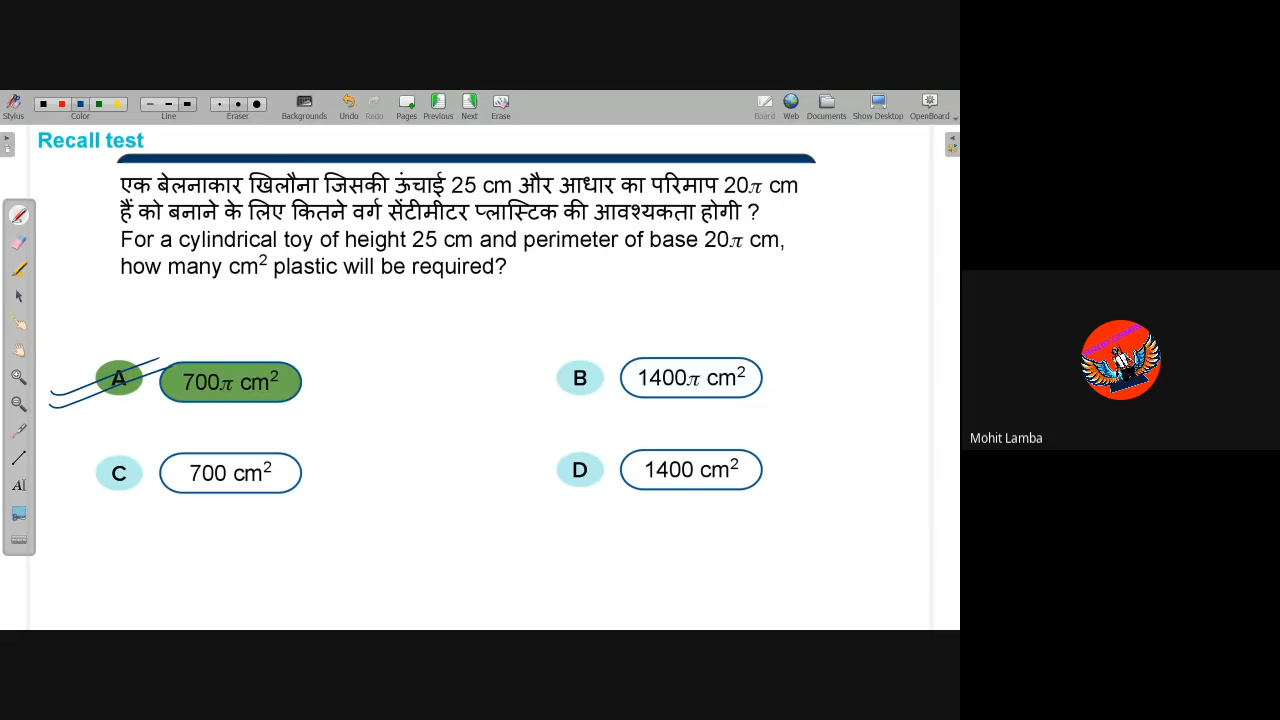 Stylus Color Line Eraser Backgrounds Undo Redo Pages Previous Next Erase Board Web Documents Show Desktop OpenBoard
Recall test
एक बेलनाकार खिलौना जिसकी ऊंचाई 25 cm और आधार का परिमाप 20π cm
हैं को बनाने के लिए कितने वर्ग सेंटीमीटर प्लास्टिक की आवश्यकता होगी ?
For a cylindrical toy of height 25 cm and perimeter of base 20π cm,
how many cm² plastic will be required?
A 700π cm² B 1400π cm²
C 700 cm² D 1400 cm²
Mohit Lamba